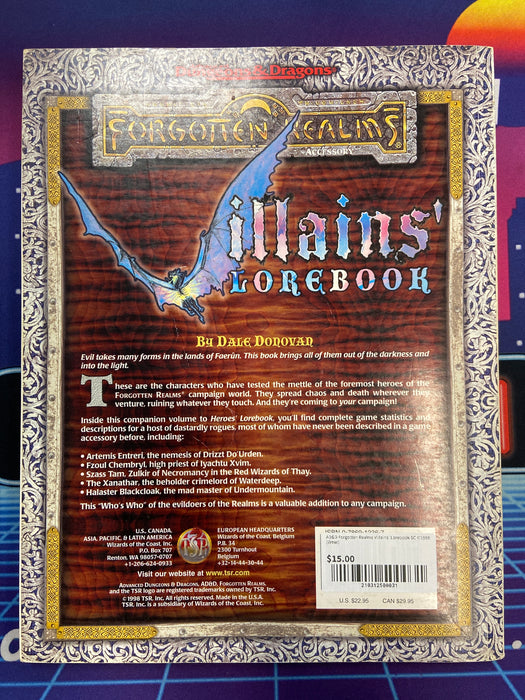 Advanced Dungeons & Dragons
FORGOTTEN REALMS
ACCESSORY
Villains'
LOREBOOK
By Dale Donovan
Evil takes many forms in the lands of Faerûn. This book brings all of them out of the darkness and
into the light.
These are the characters who have tested the mettle of the foremost heroes of the
FORGOTTEN REALMS® campaign world. They spread chaos and death wherever they
venture, ruining whatever they touch. And they're coming to your campaign!
Inside this companion volume to Heroes' Lorebook, you'll find complete game statistics and
descriptions for a host of dastardly rogues, most of whom have never been described in a game
accessory before, including:
• Artemis Entreri, the nemesis of Drizzt Do'Urden.
• Fzoul Chembryl, high priest of Iyachtu Xvim.
• Szass Tam, Zulkir of Necromancy in the Red Wizards of Thay.
• The Xanathar, the beholder crimelord of Waterdeep.
• Halaster Blackcloak, the mad master of Undermountain.
This "Who's Who" of the evildoers of the Realms is a valuable addition to any campaign.
U.S. CANADA,
ASIA, PACIFIC & LATIN AMERICA
Wizards of the Coast, Inc.
P.O. Box 707
Renton, WA 98057-0707
+1-206-624-0933
EUROPEAN HEADQUARTERS
Wizards of the Coast, Belgium
P.B. 34
2300 Turnhout
Belgium
+32-14-44-30-44
Visit our website at www.tsr.com
ADVANCED DUNGEONS & DRAGONS, AD&D, FORGOTTEN REALMS,
and the TSR logo are registered trademarks owned by TSR, Inc.
© 1998 TSR, Inc. All rights reserved. Made in the U.S.A.
TSR, Inc. is a subsidiary of Wizards of the Coast, Inc.
AD&D Forgotten Realms Villains' Lorebook SC ©1998
$15.00
U.S. $22.95 CAN $29.95